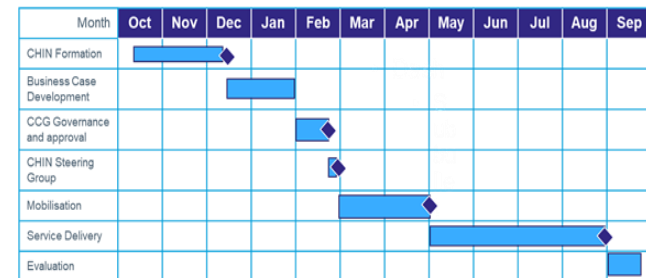 Month Oct Nov Dec Jan Feb Mar Apr May Jun Jul Aug Sep
CHIN Formation
Business Case
Development
CCG Governance
and approval
CHIN Steering
Group
Mobilisation
Service Delivery
Evaluation